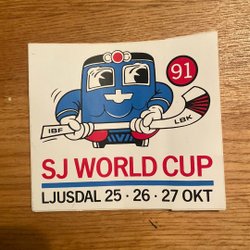 91
IBF
LBK
SJ WORLD CUP
LJUSDAL 25 · 26 · 27 OKT